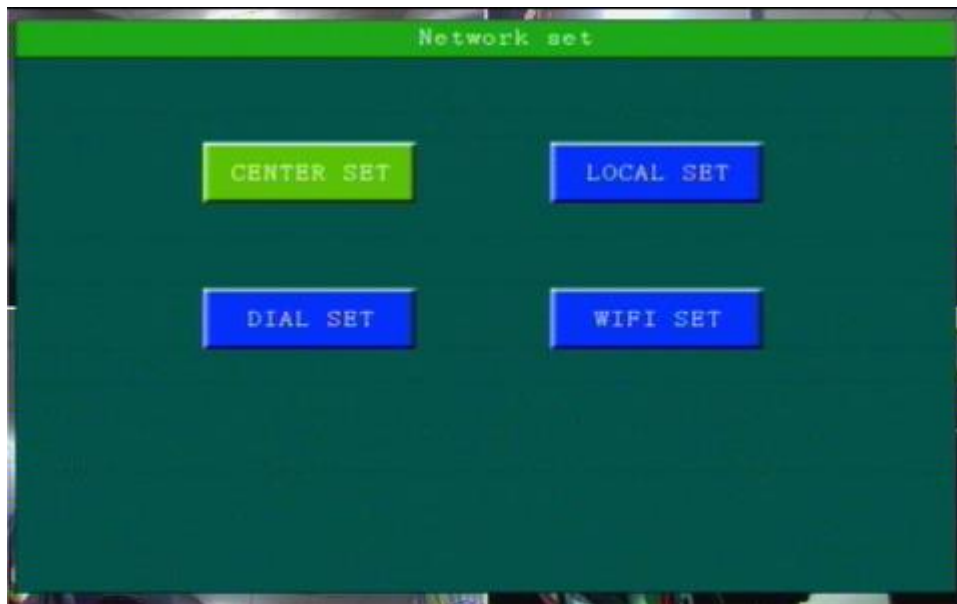 Network set
CENTER SET
LOCAL SET
DIAL SET
WIFI SET